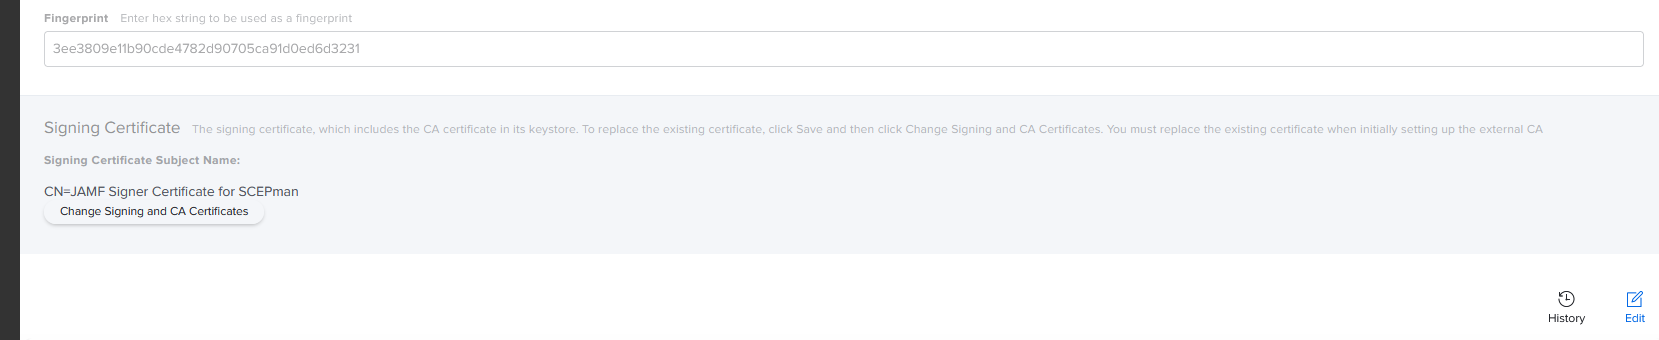 Fingerprint Enter hex string to be used as a fingerprint
3ee3809e11b90cde4782d90705ca91d0ed6d3231
Signing Certificate The signing certificate, which includes the CA certificate in its keystore. To replace the existing certificate, click Save and then click Change Signing and CA Certificates. You must replace the existing certificate when initially setting up the external CA
Signing Certificate Subject Name:
CN=JAMF Signer Certificate for SCEPman
Change Signing and CA Certificates
History Edit